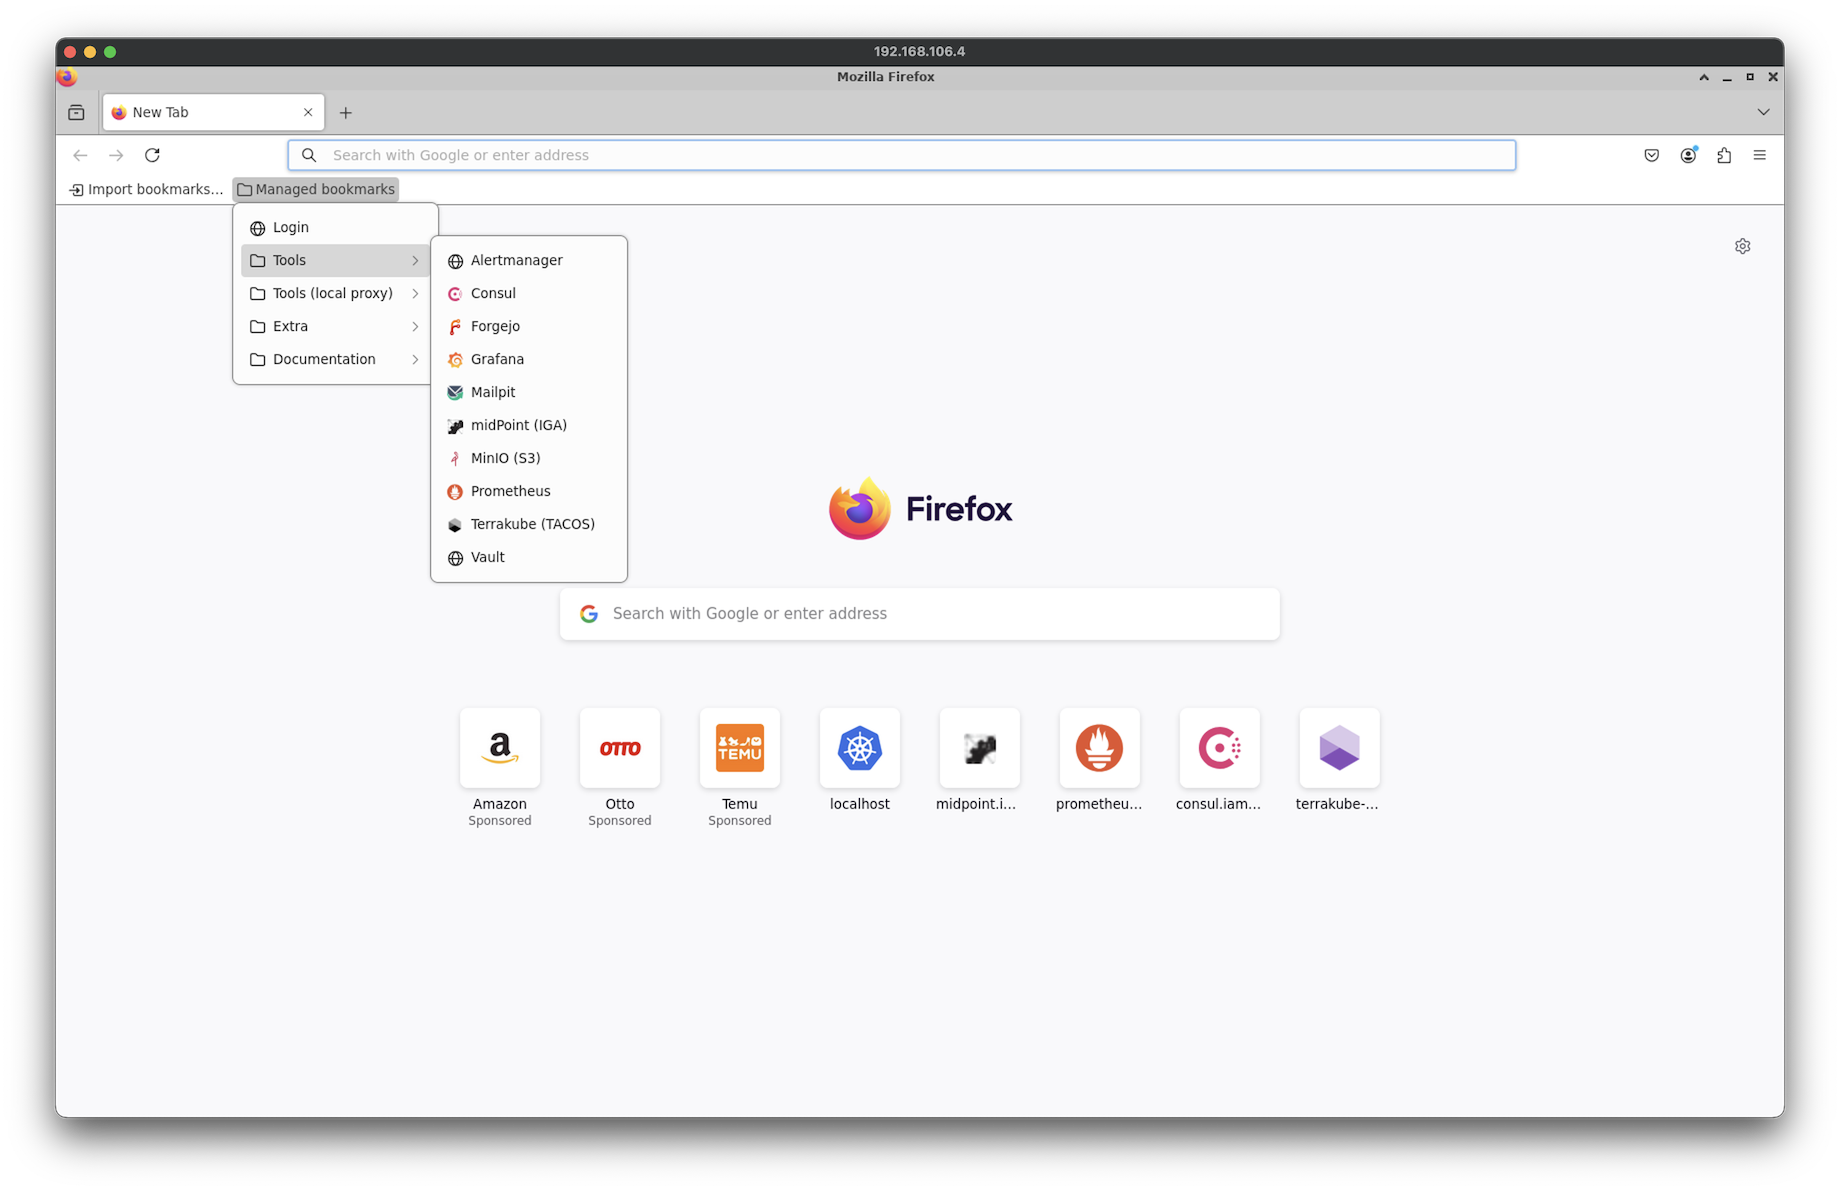 192.168.106.4
Mozilla Firefox
New Tab
Search with Google or enter address
Import bookmarks...
Managed bookmarks
Login
Tools
Tools (local proxy)
Extra
Documentation
Alertmanager
Consul
Forgejo
Grafana
Mailpit
midPoint (IGA)
MinIO (S3)
Prometheus
Terrakube (TACOS)
Vault
Firefox
Search with Google or enter address
a
OTTO
TEMU
Amazon
Sponsored
Otto
Sponsored
Temu
Sponsored
localhost
midpoint.i...
prometheu...
consul.iam...
terrakube-...